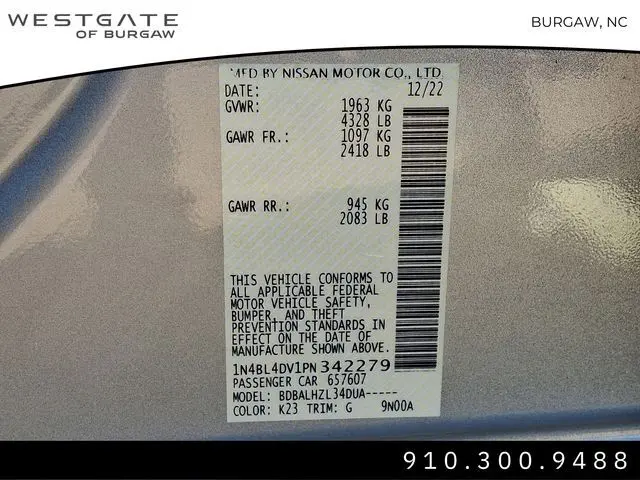 WESTGATE
OF BURGAW
BURGAW, NC
MFD BY NISSAN MOTOR CO., LTD.
DATE: 12/22
GVWR: 1963 KG
4328 LB
GAWR FR.: 1097 KG
2418 LB
GAWR RR.: 945 KG
2083 LB
THIS VEHICLE CONFORMS TO
ALL APPLICABLE FEDERAL
MOTOR VEHICLE SAFETY,
BUMPER, AND THEFT
PREVENTION STANDARDS IN
EFFECT ON THE DATE OF
MANUFACTURE SHOWN ABOVE.
1N4BL4DV1PN 342279
PASSENGER CAR 657607
MODEL: BDBALHZL34DUA-----
COLOR: K23 TRIM: G 9N00A
910.300.9488